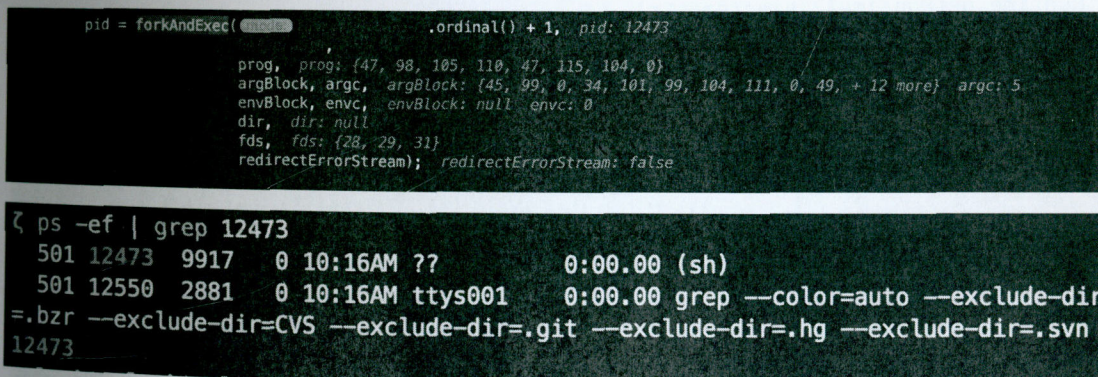 pid = forkAndExec( .ordinal() + 1, pid: 12473
,
prog, prog: {47, 98, 105, 110, 47, 115, 104, 0}
argBlock, argc, argBlock: {45, 99, 0, 34, 101, 99, 104, 111, 0, 49, + 12 more} argc: 5
envBlock, envc, envBlock: null envc: 0
dir, dir: null
fds, fds: {28, 29, 31}
redirectErrorStream); redirectErrorStream: false
ζ ps -ef | grep 12473
501 12473 9917 0 10:16AM ?? 0:00.00 (sh)
501 12550 2881 0 10:16AM ttys001 0:00.00 grep --color=auto --exclude-dir
=.bzr --exclude-dir=CVS --exclude-dir=.git --exclude-dir=.hg --exclude-dir=.svn
12473